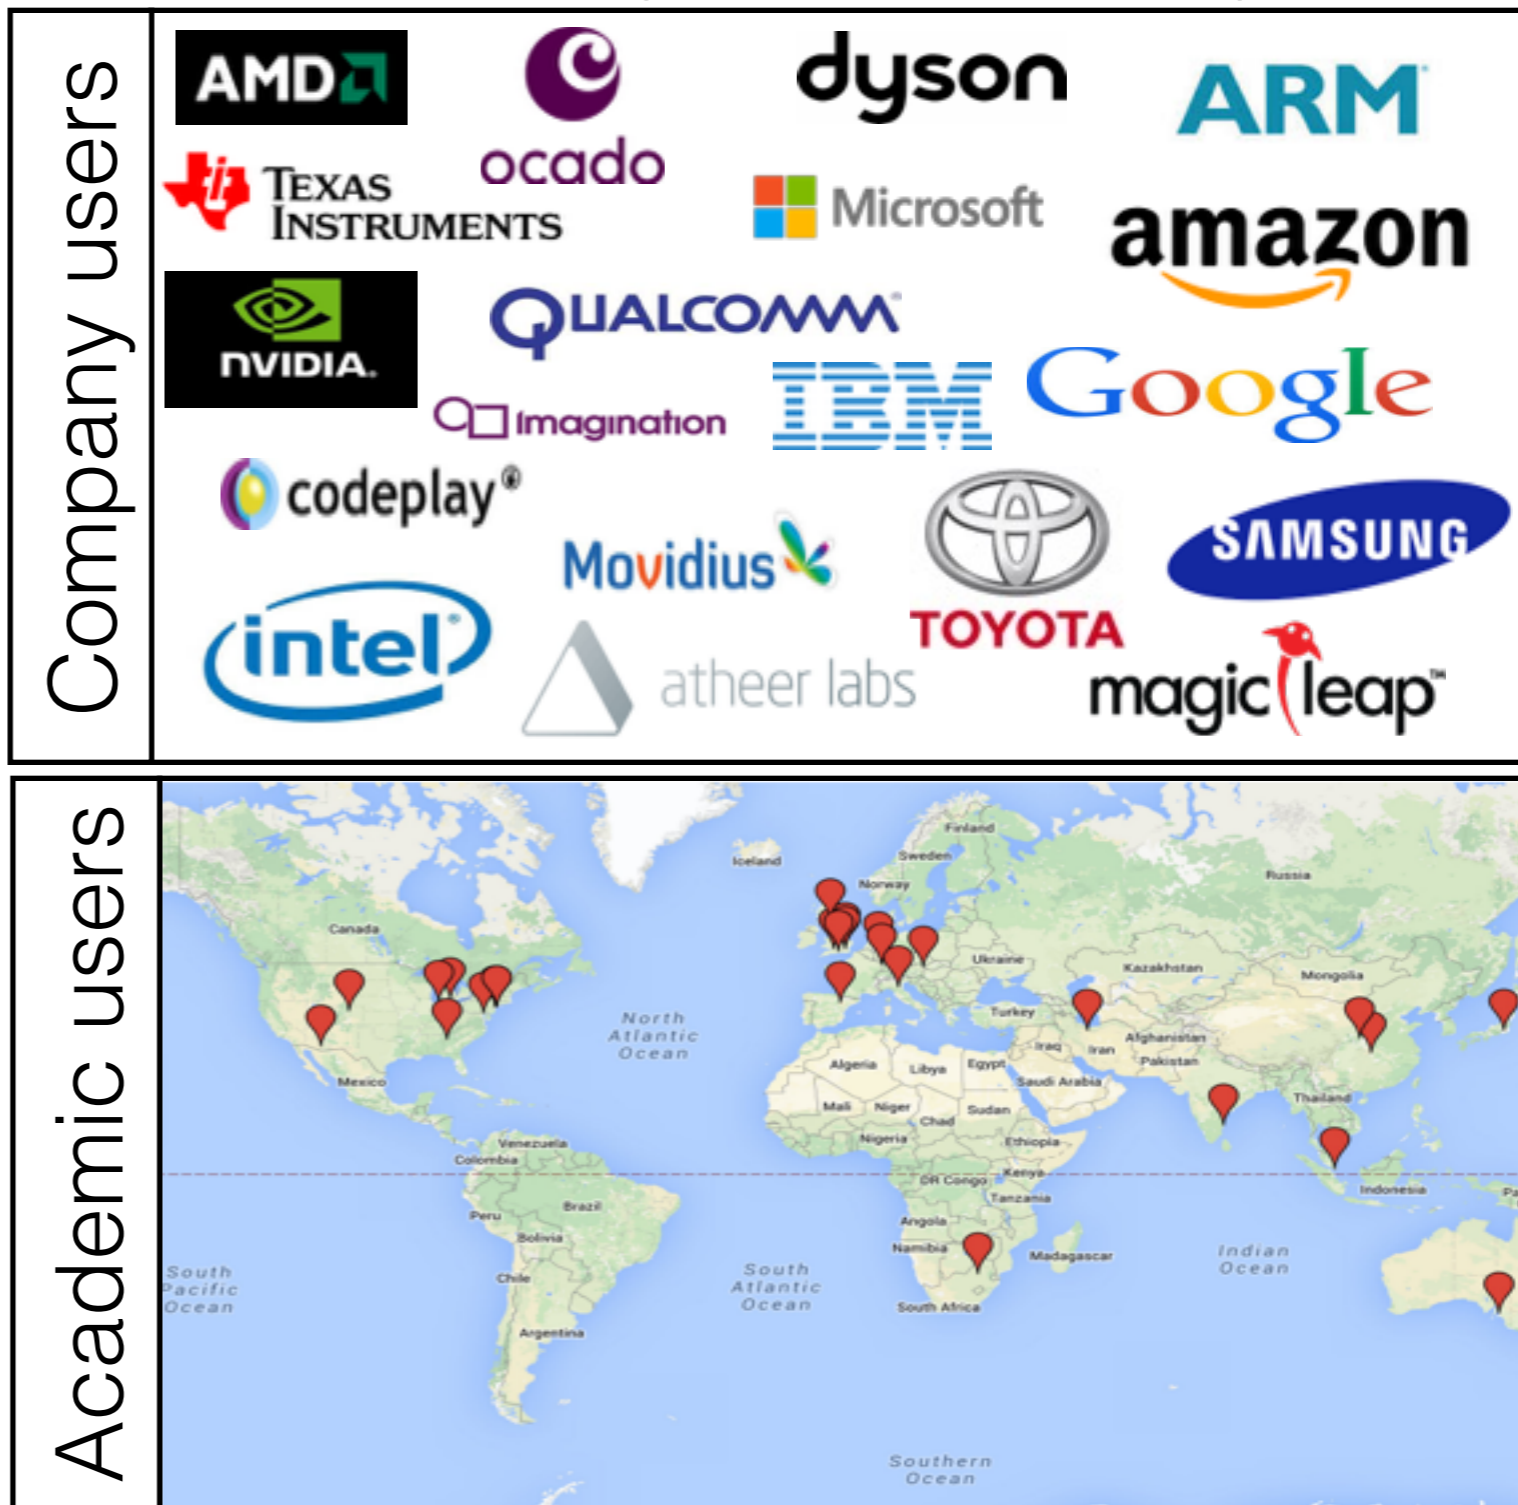 Company users
AMD
ocado
dyson
ARM
TEXAS
INSTRUMENTS
Microsoft
amazon
NVIDIA.
QUALCOMM®
Imagination
IBM
Google
codeplay®
Movidius
TOYOTA
SAMSUNG
intel®
atheer labs
magic leap™
Academic users
Finland
Iceland
Sweden
Norway
Russia
Canada
Ukraine
Kazakhstan
Mongolia
North
Atlantic
Ocean
Turkey
Afghanistan
Iraq
Iran
Pakistan
Algeria
Libya
Egypt
Saudi Arabia
Mexico
Thailand
Mali
Niger
Chad
Sudan
Nigeria
Ethiopia
Venezuela
Colombia
Kenya
DR Congo
Tanzania
Indonesia
Pa
Brazil
Peru
Angola
Bolivia
Namibia
Madagascar
Indian
Ocean
South
Pacific
Ocean
Chile
South
Atlantic
Ocean
South Africa
Argentina
Southern
Ocean